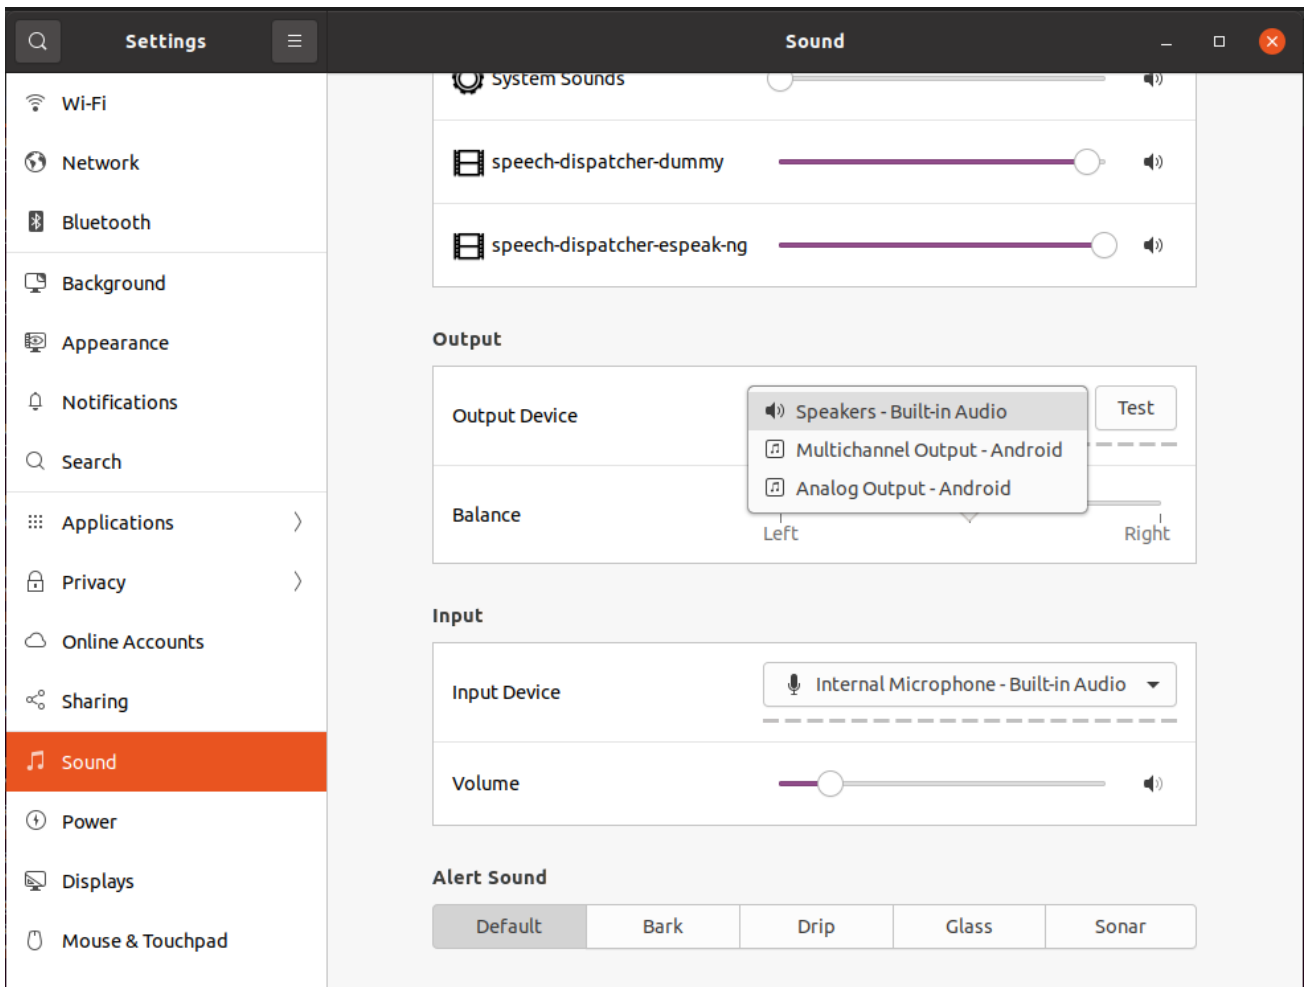 Settings
Sound
Wi-Fi
Network
Bluetooth
Background
Appearance
Notifications
Search
Applications
Privacy
Online Accounts
Sharing
Sound
Power
Displays
Mouse & Touchpad
System Sounds
speech-dispatcher-dummy
speech-dispatcher-espeak-ng
Output
Output Device
Speakers - Built-in Audio
Multichannel Output - Android
Analog Output - Android
Test
Balance
Left
Right
Input
Input Device
Internal Microphone - Built-in Audio
Volume
Alert Sound
Default
Bark
Drip
Glass
Sonar